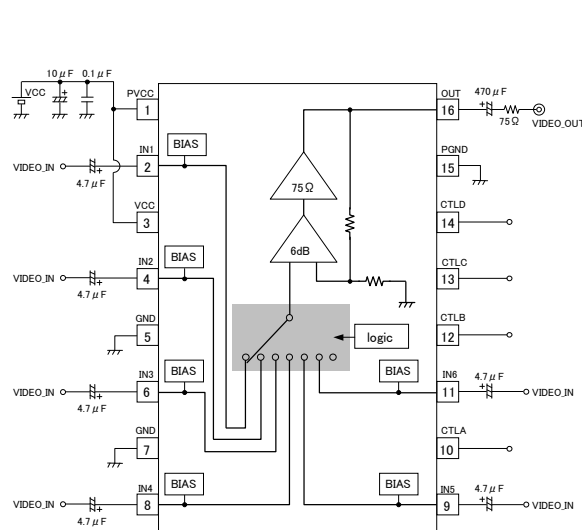 10μF 0.1μF
VCC
PVCC
1
IN1
2
BIAS
VIDEO_IN
4.7μF
VCC
3
IN2
4
BIAS
VIDEO_IN
4.7μF
GND
5
IN3
6
BIAS
VIDEO_IN
4.7μF
GND
7
IN4
8
BIAS
VIDEO_IN
4.7μF
75Ω
6dB
logic
OUT
16
470μF
75Ω
VIDEO_OUT
PGND
15
CTLD
14
CTLC
13
CTLB
12
BIAS
IN6
11
4.7μF
VIDEO_IN
CTLA
10
BIAS
IN5
9
4.7μF
VIDEO_IN